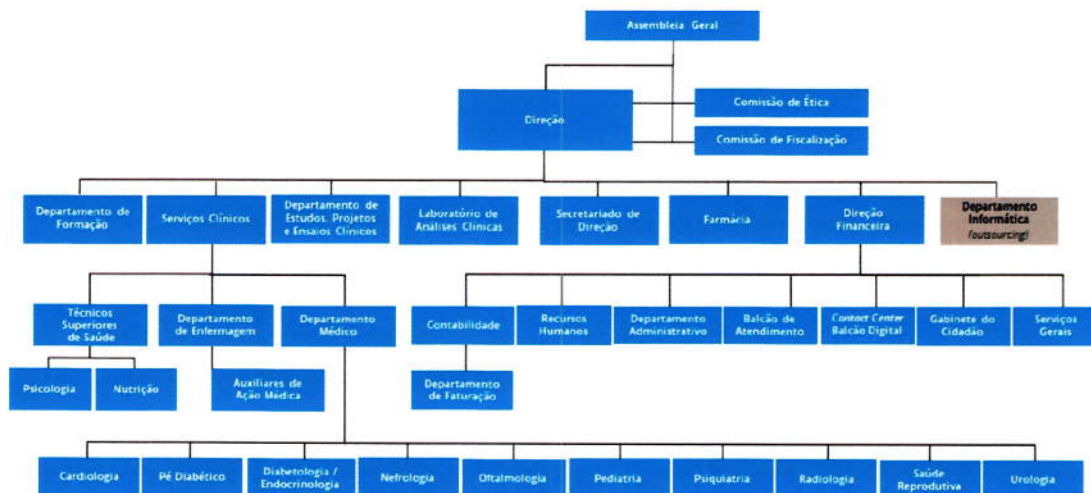 Assembleia Geral
Direção
Comissão de Ética
Comissão de Fiscalização
Departamento de
Formação
Serviços Clínicos
Departamento de
Estudos, Projetos
e Ensaios Clínicos
Laboratório de
Análises Clínicas
Secretariado de
Direção
Farmácia
Direção
Financeira
Departamento
Informática
(outsourcing)
Técnicos
Superiores
de Saúde
Departamento
de Enfermagem
Departamento
Médico
Contabilidade
Recursos
Humanos
Departamento
Administrativo
Balcão de
Atendimento
Contact Center
Balcão Digital
Gabinete do
Cidadão
Serviços
Gerais
Psicologia
Nutrição
Auxiliares de
Ação Médica
Departamento
de Faturação
Cardiologia
Pé Diabético
Diabetologia /
Endocrinologia
Nefrologia
Oftalmologia
Pediatria
Psiquiatria
Radiologia
Saúde
Reprodutiva
Urologia